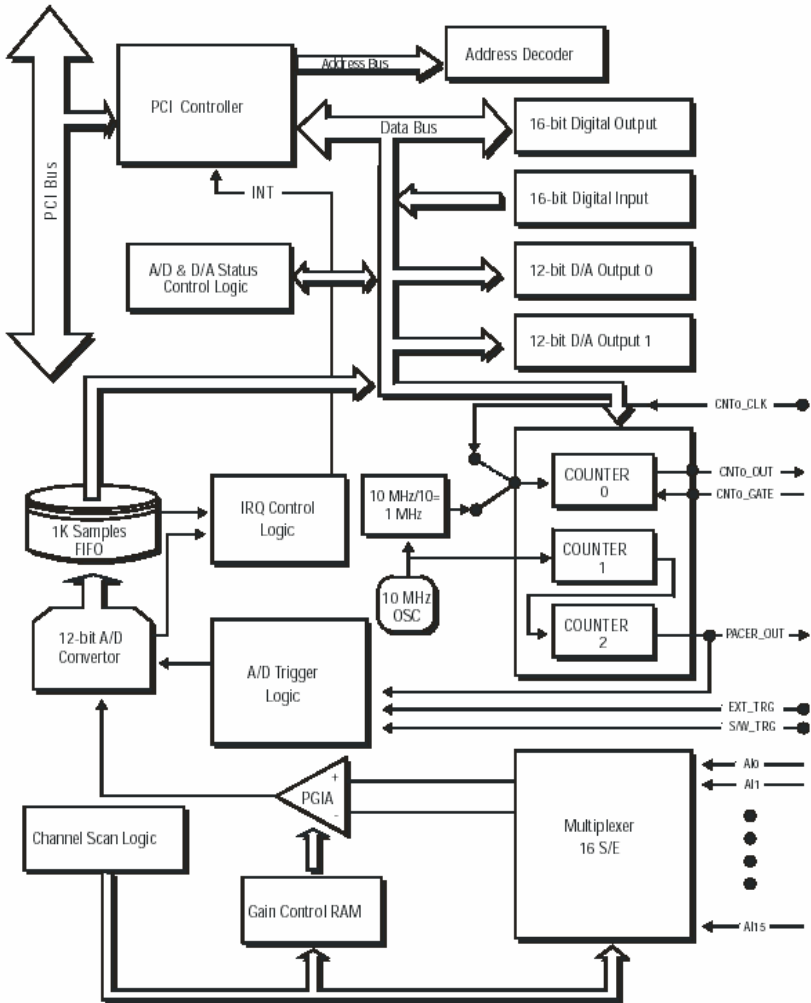 PCI Bus
PCI Controller
Address Bus
Address Decoder
Data Bus
16-bit Digital Output
INT
16-bit Digital Input
A/D & D/A Status
Control Logic
12-bit D/A Output 0
12-bit D/A Output 1
CNT0_CLK
1K Samples
FIFO
IRQ Control
Logic
10 MHz/10=
1 MHz
COUNTER
0
CNT0_OUT
CNT0_GATE
COUNTER
1
10 MHz
OSC
COUNTER
2
PACER_OUT
12-bit A/D
Convertor
A/D Trigger
Logic
EXT_TRG
S/W_TRG
PGIA
+
-
Multiplexer
16 S/E
AI0
AI1
AI15
Channel Scan Logic
Gain Control RAM